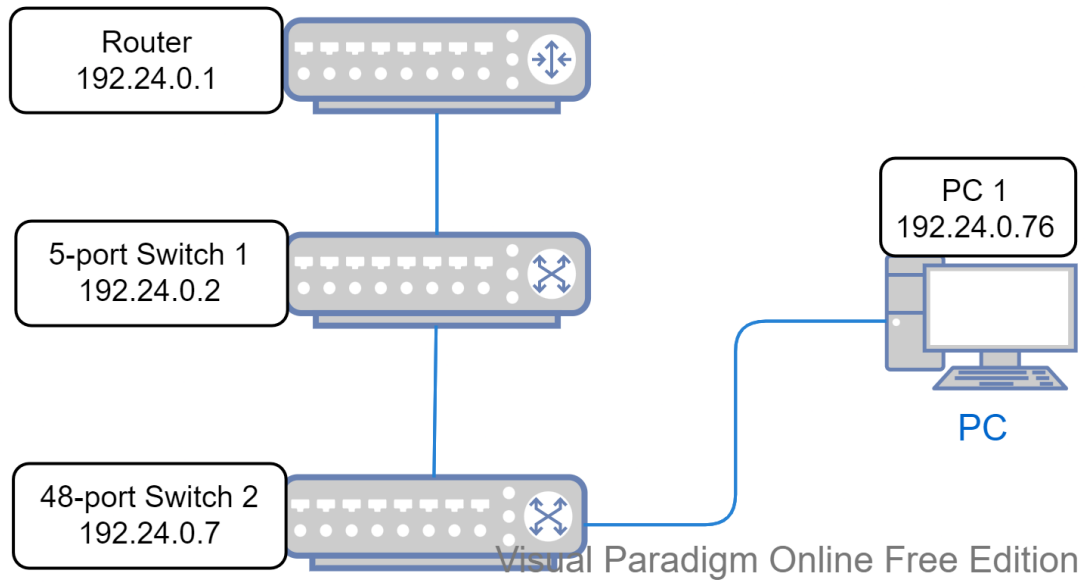 Router
192.24.0.1
PC 1
192.24.0.76
5-port Switch 1
192.24.0.2
PC
48-port Switch 2
192.24.0.7
Visual Paradigm Online Free Edition